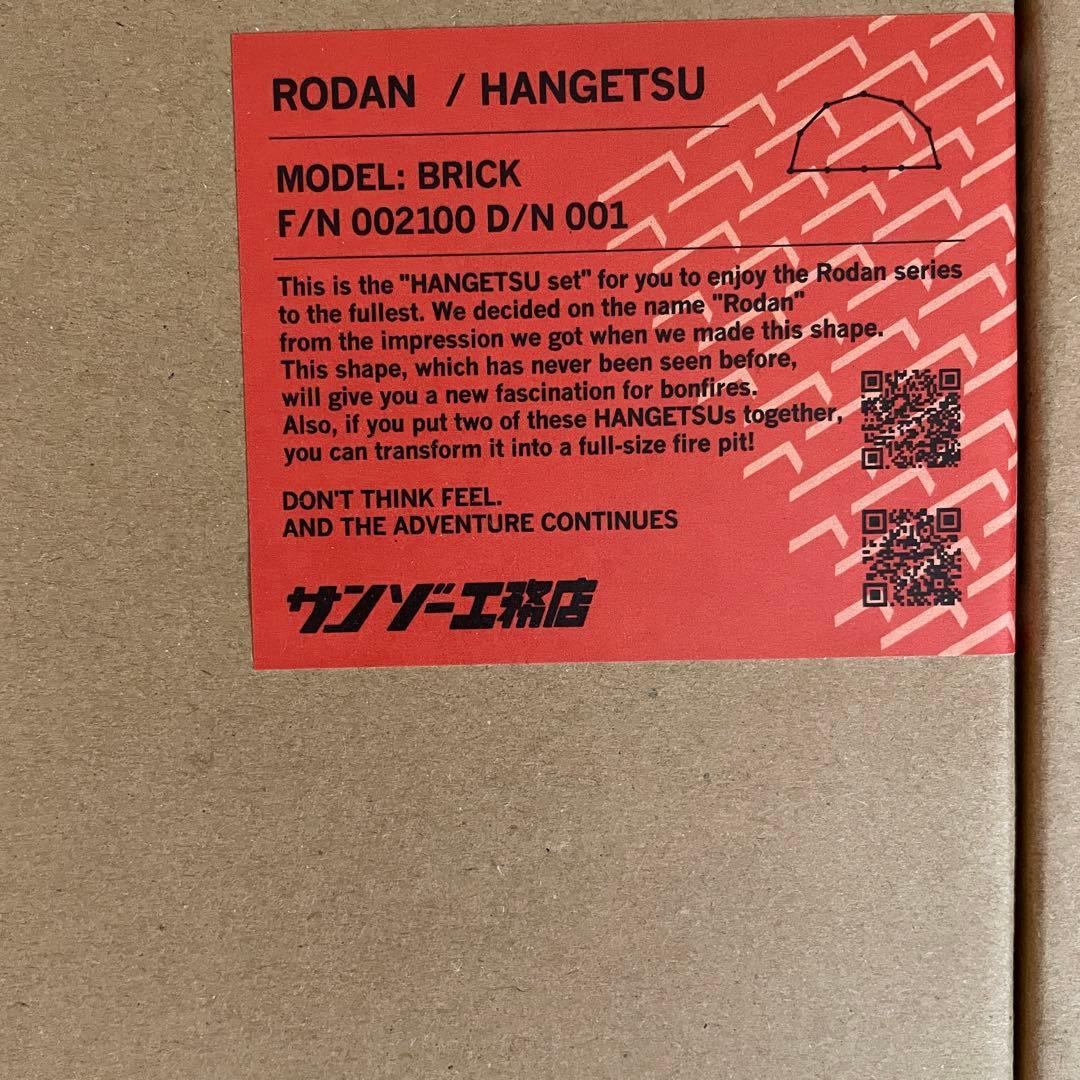 RODAN / HANGETSU
MODEL: BRICK
F/N 002100 D/N 001
This is the "HANGETSU set" for you to enjoy the Rodan series
to the fullest. We decided on the name "Rodan"
from the impression we got when we made this shape.
This shape, which has never been seen before,
will give you a new fascination for bonfires.
Also, if you put two of these HANGETSUs together,
you can transform it into a full-size fire pit!
DON'T THINK FEEL.
AND THE ADVENTURE CONTINUES
サンゾー工務店